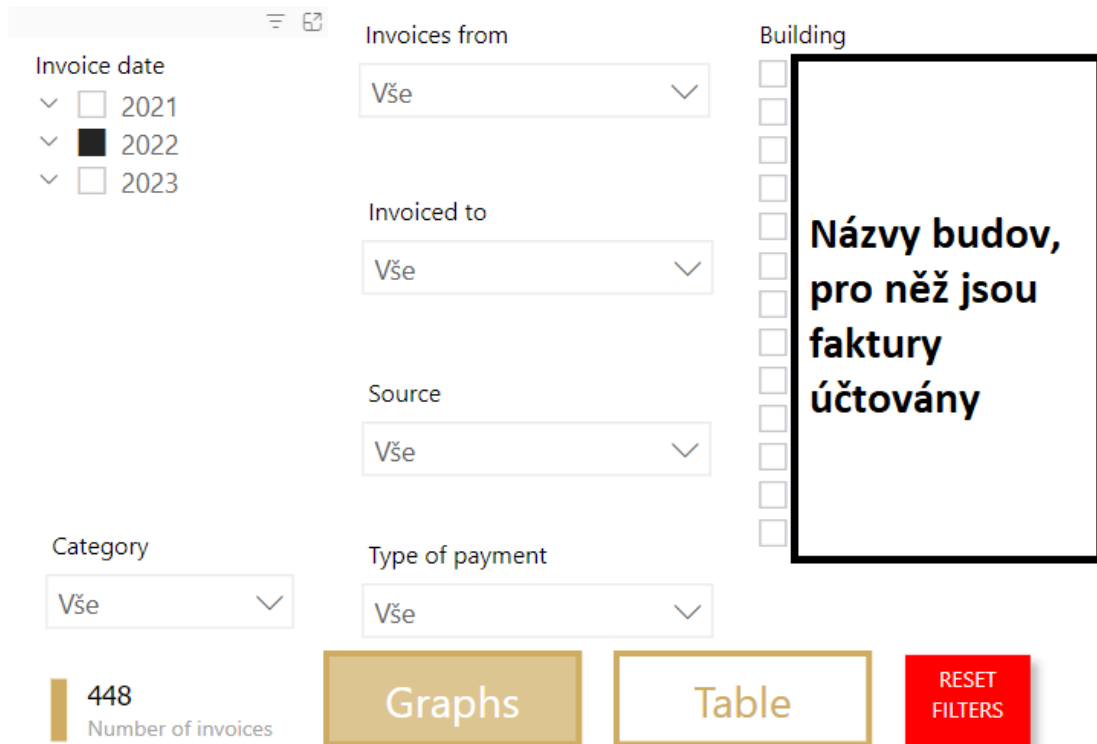 Invoice date
2021
2022
2023
Category
Vše
448
Number of invoices
Invoices from
Vše
Invoiced to
Vše
Source
Vše
Type of payment
Vše
Building
Názvy budov,
pro něž jsou
faktury
účtovány
Graphs
Table
RESET
FILTERS